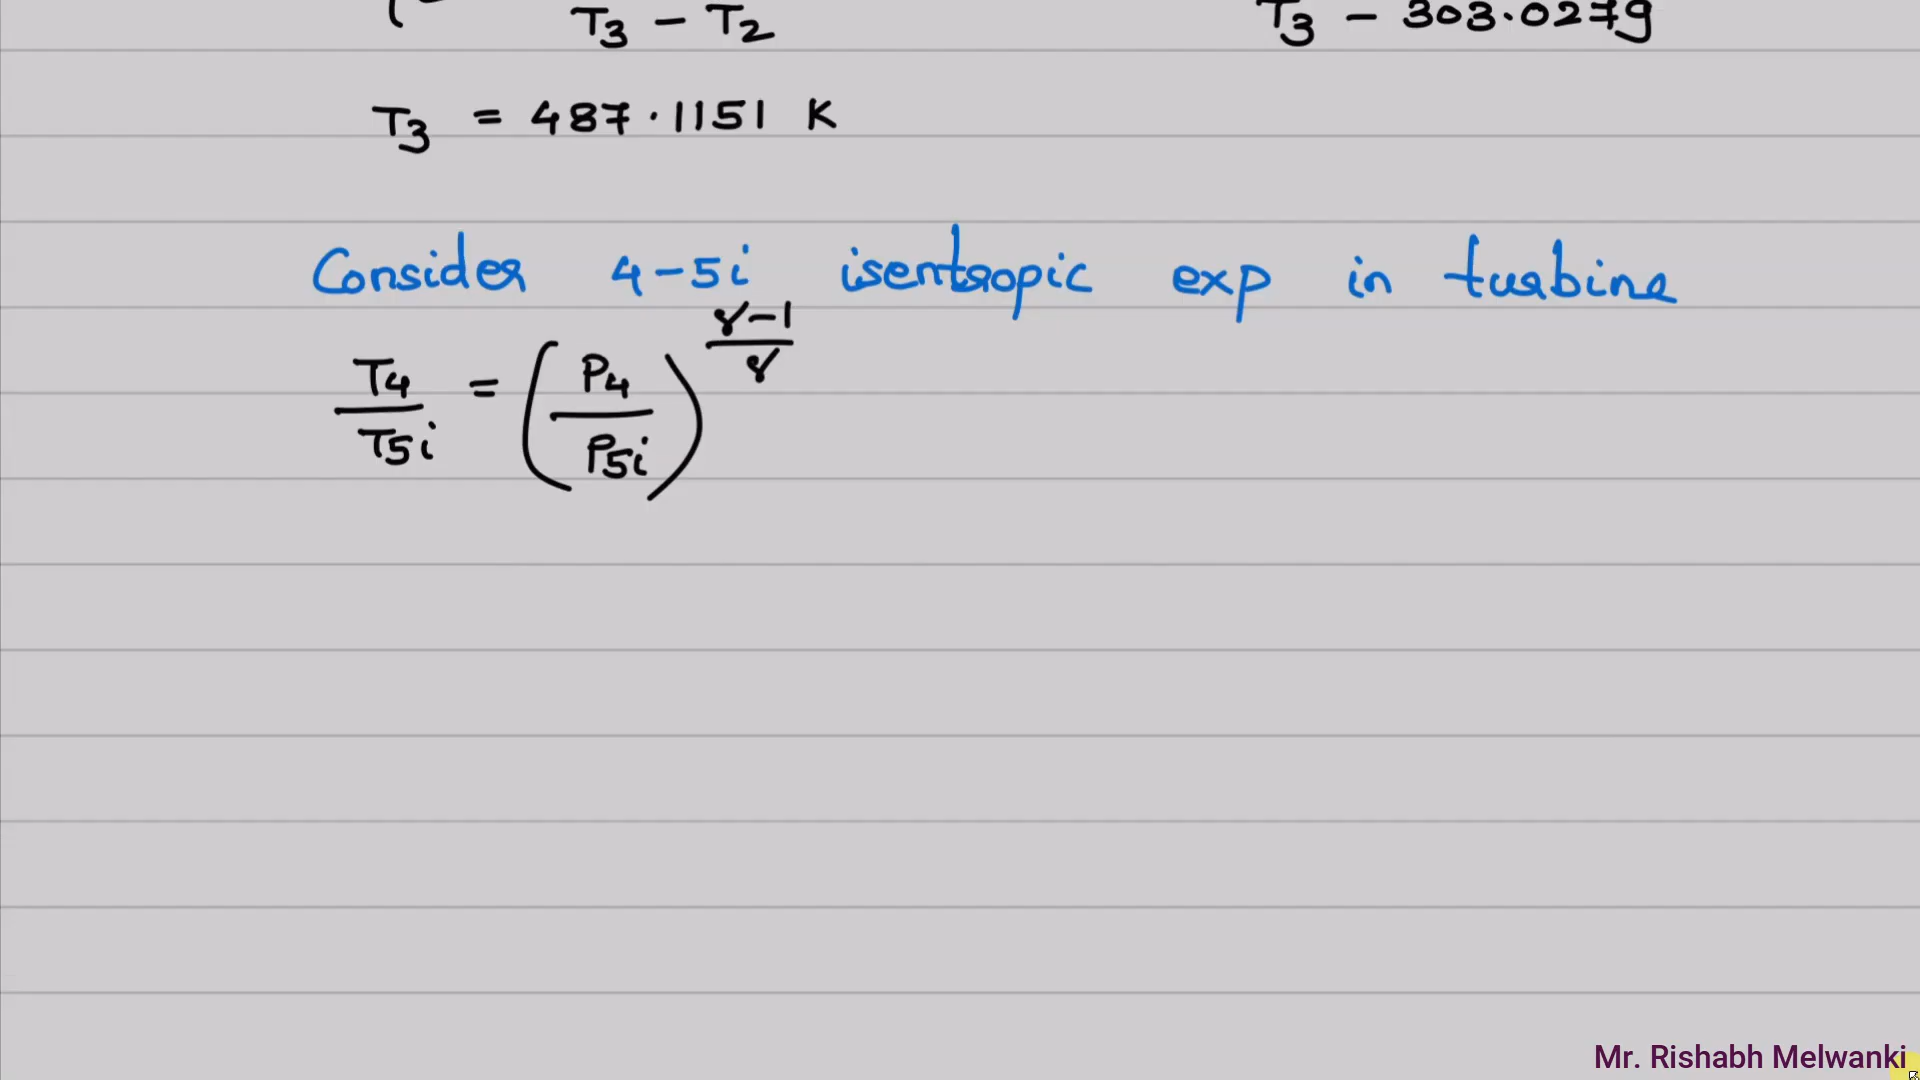 T3 - T2 T3 - 303.0279
T3 = 487.1151 K
Consider 4-5i isentropic exp in turbine
T4/T5i = (P4/P5i)^(γ-1)/γ
Mr. Rishabh Melwanki